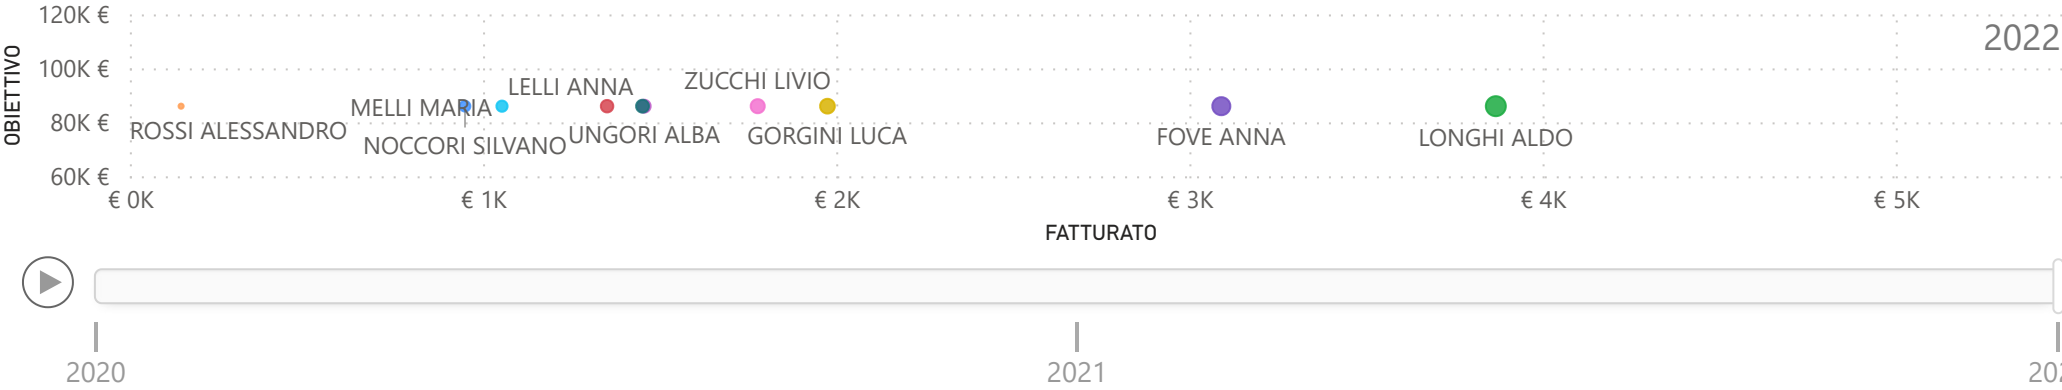 120K €
2022
100K €
OBIETTIVO
LELLI ANNA
ZUCCHI LIVIO
MELLI MARIA
80K €
ROSSI ALESSANDRO
NOCCORI SILVANO
UNGORI ALBA
GORGINI LUCA
FOVE ANNA
LONGHI ALDO
60K €
€ 0K
€ 1K
€ 2K
€ 3K
€ 4K
€ 5K
FATTURATO
2020
2021